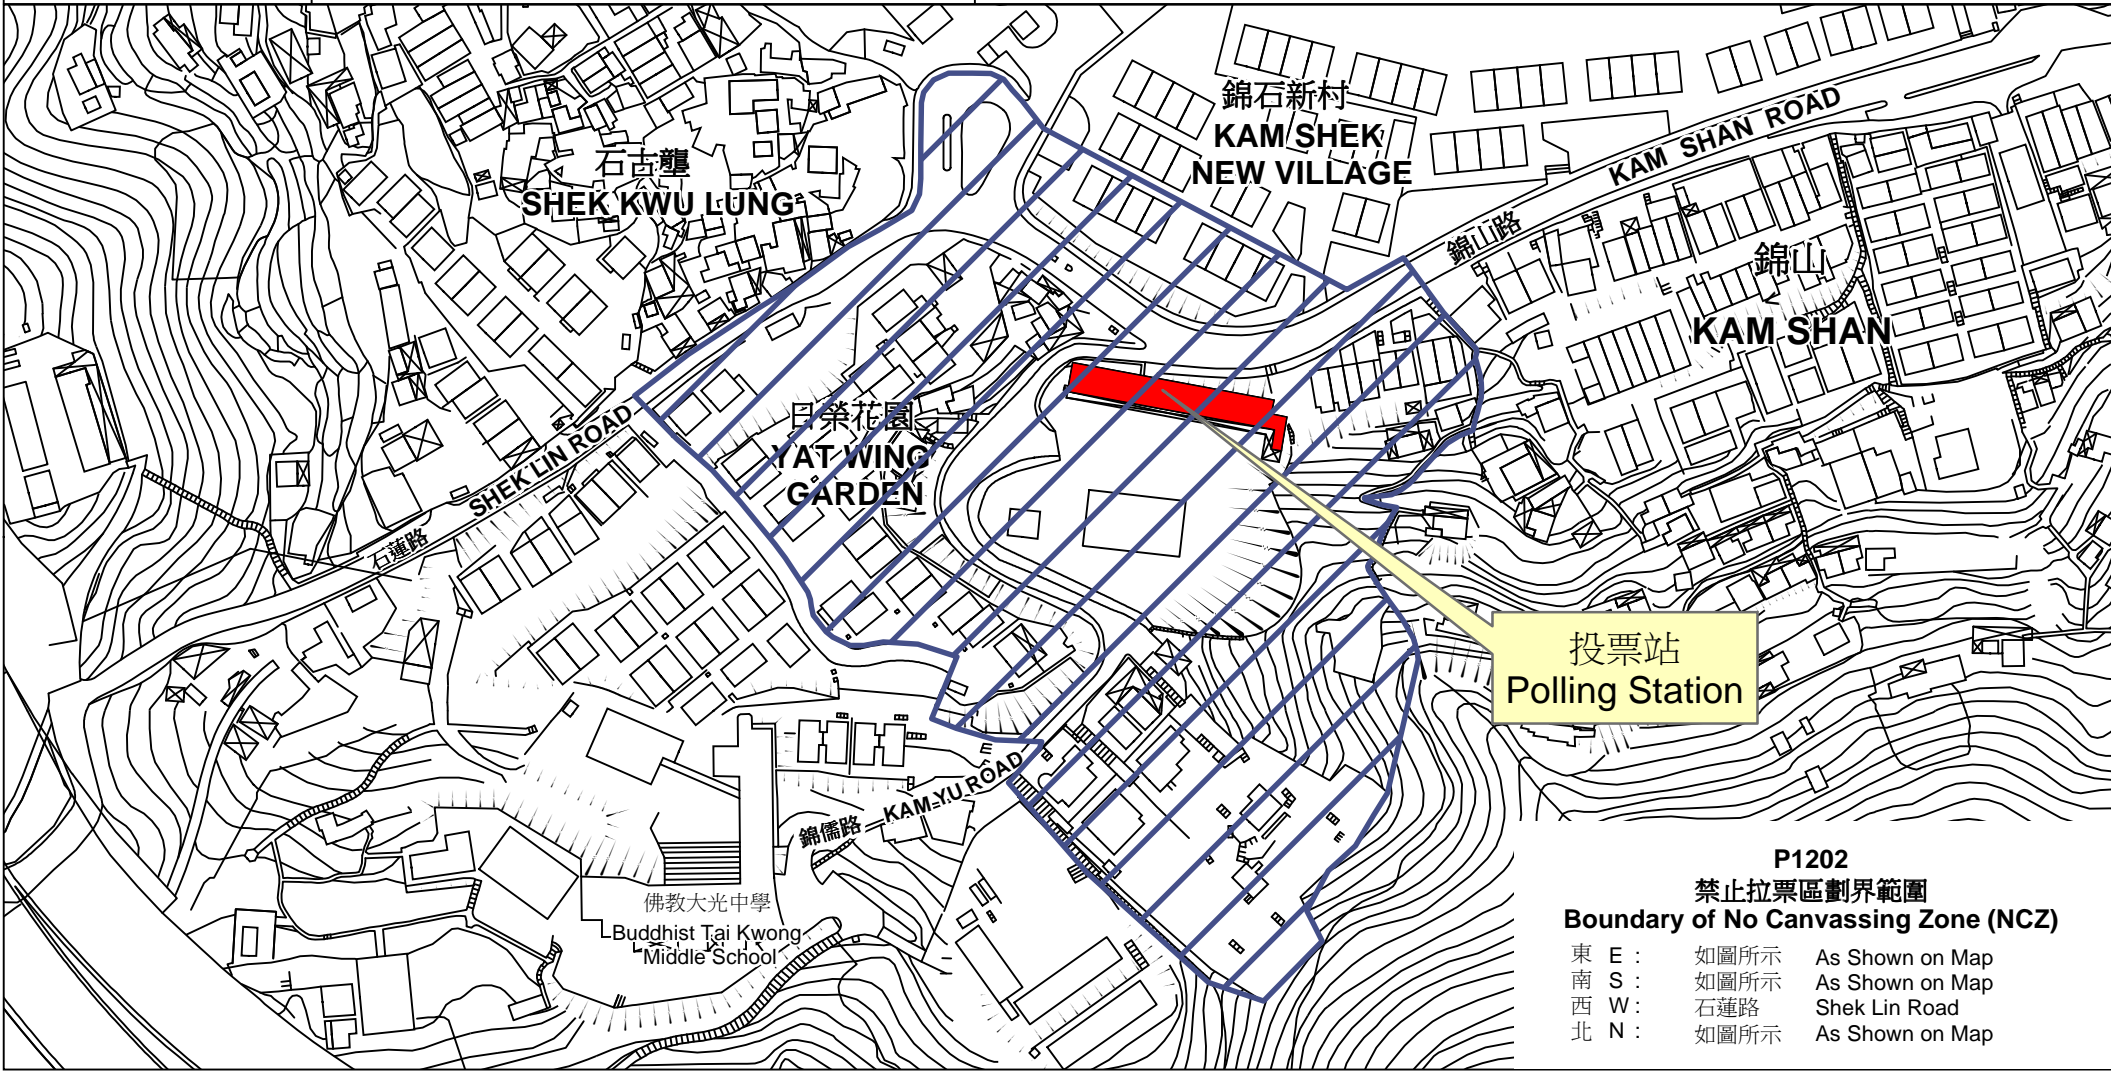 錦石新村
KAM SHEK
NEW VILLAGE
石古壟
SHEK KWU LUNG
KAM SHAN ROAD
錦山路
錦山
KAM SHAN
日榮花園
YAT WING
GARDEN
SHEK LIN ROAD
石蓮路
投票站
Polling Station
KAM YU ROAD
錦儒路
佛教大光中學
Buddhist Tai Kwong
Middle School
P1202
禁止拉票區劃界範圍
Boundary of No Canvassing Zone (NCZ)
東 E : 如圖所示 As Shown on Map
南 S : 如圖所示 As Shown on Map
西 W : 石蓮路 Shek Lin Road
北 N : 如圖所示 As Shown on Map